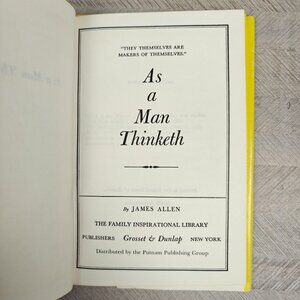 "THEY THEMSELVES ARE
MAKERS OF THEMSELVES."
As
a
Man
Thinketh
By JAMES ALLEN
THE FAMILY INSPIRATIONAL LIBRARY
PUBLISHERS Grosset & Dunlap NEW YORK
Distributed by the Putnam Publishing Group